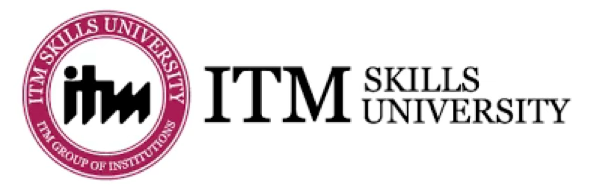 ITM SKILLS UNIVERSITY
itm
ITM GROUP OF INSTITUTIONS
ITM SKILLS
UNIVERSITY